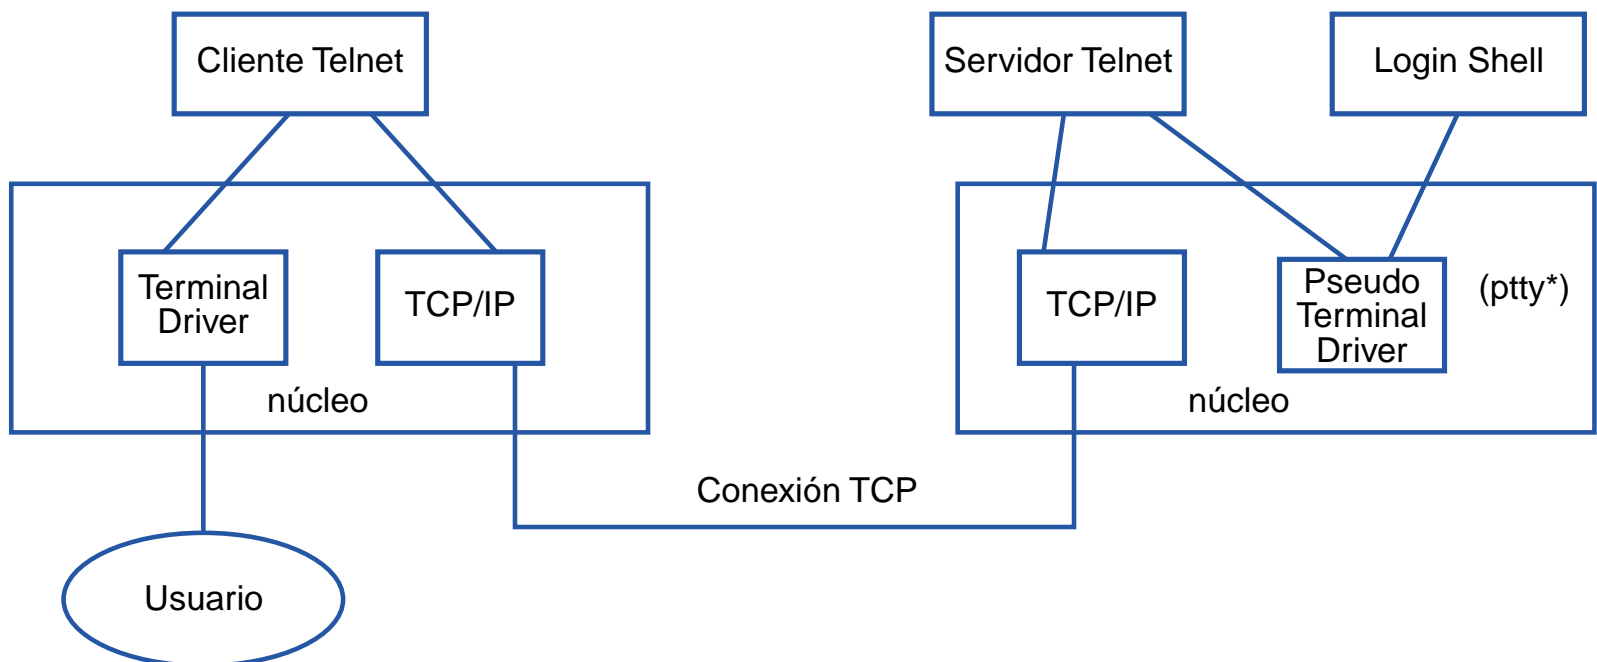 Cliente Telnet
Servidor Telnet
Login Shell
Terminal
Driver
TCP/IP
TCP/IP
Pseudo
Terminal
Driver
(ptty*)
núcleo
núcleo
Conexión TCP
Usuario